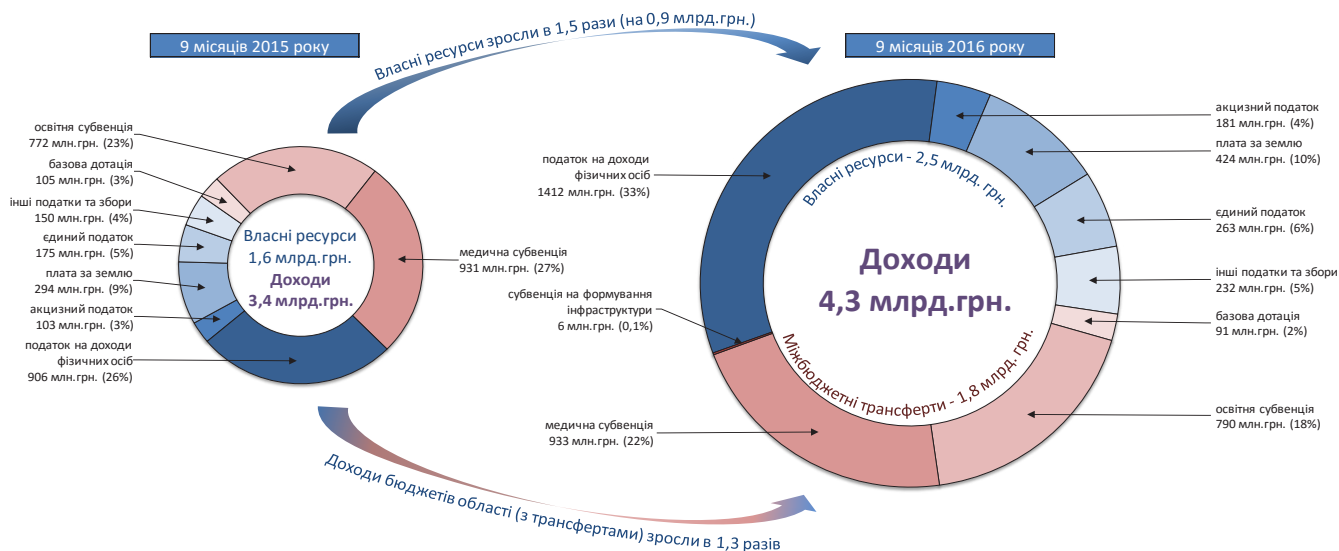 9 місяців 2015 року
Власні ресурси зросли в 1,5 рази (на 0,9 млрд.грн.)
9 місяців 2016 року
освітня субвенція
772 млн.грн. (23%)
базова дотація
105 млн.грн. (3%)
інші податки та збори
150 млн.грн. (4%)
єдиний податок
175 млн.грн. (5%)
плата за землю
294 млн.грн. (9%)
акцизний податок
103 млн.грн. (3%)
податок на доходи
фізичних осіб
906 млн.грн. (26%)
Власні ресурси
1,6 млрд.грн.
Доходи
3,4 млрд.грн.
медична субвенція
931 млн.грн. (27%)
податок на доходи
фізичних осіб
1412 млн.грн. (33%)
субвенція на формування
інфраструктури
6 млн.грн. (0,1%)
медична субвенція
933 млн.грн. (22%)
Власні ресурси - 2,5 млрд. грн.
Доходи
4,3 млрд.грн.
Міжбюджетні трансферти - 1,8 млрд. грн.
акцизний податок
181 млн.грн. (4%)
плата за землю
424 млн.грн. (10%)
єдиний податок
263 млн.грн. (6%)
інші податки та збори
232 млн.грн. (5%)
базова дотація
91 млн.грн. (2%)
освітня субвенція
790 млн.грн. (18%)
Доходи бюджетів області (з трансфертами) зросли в 1,3 разів